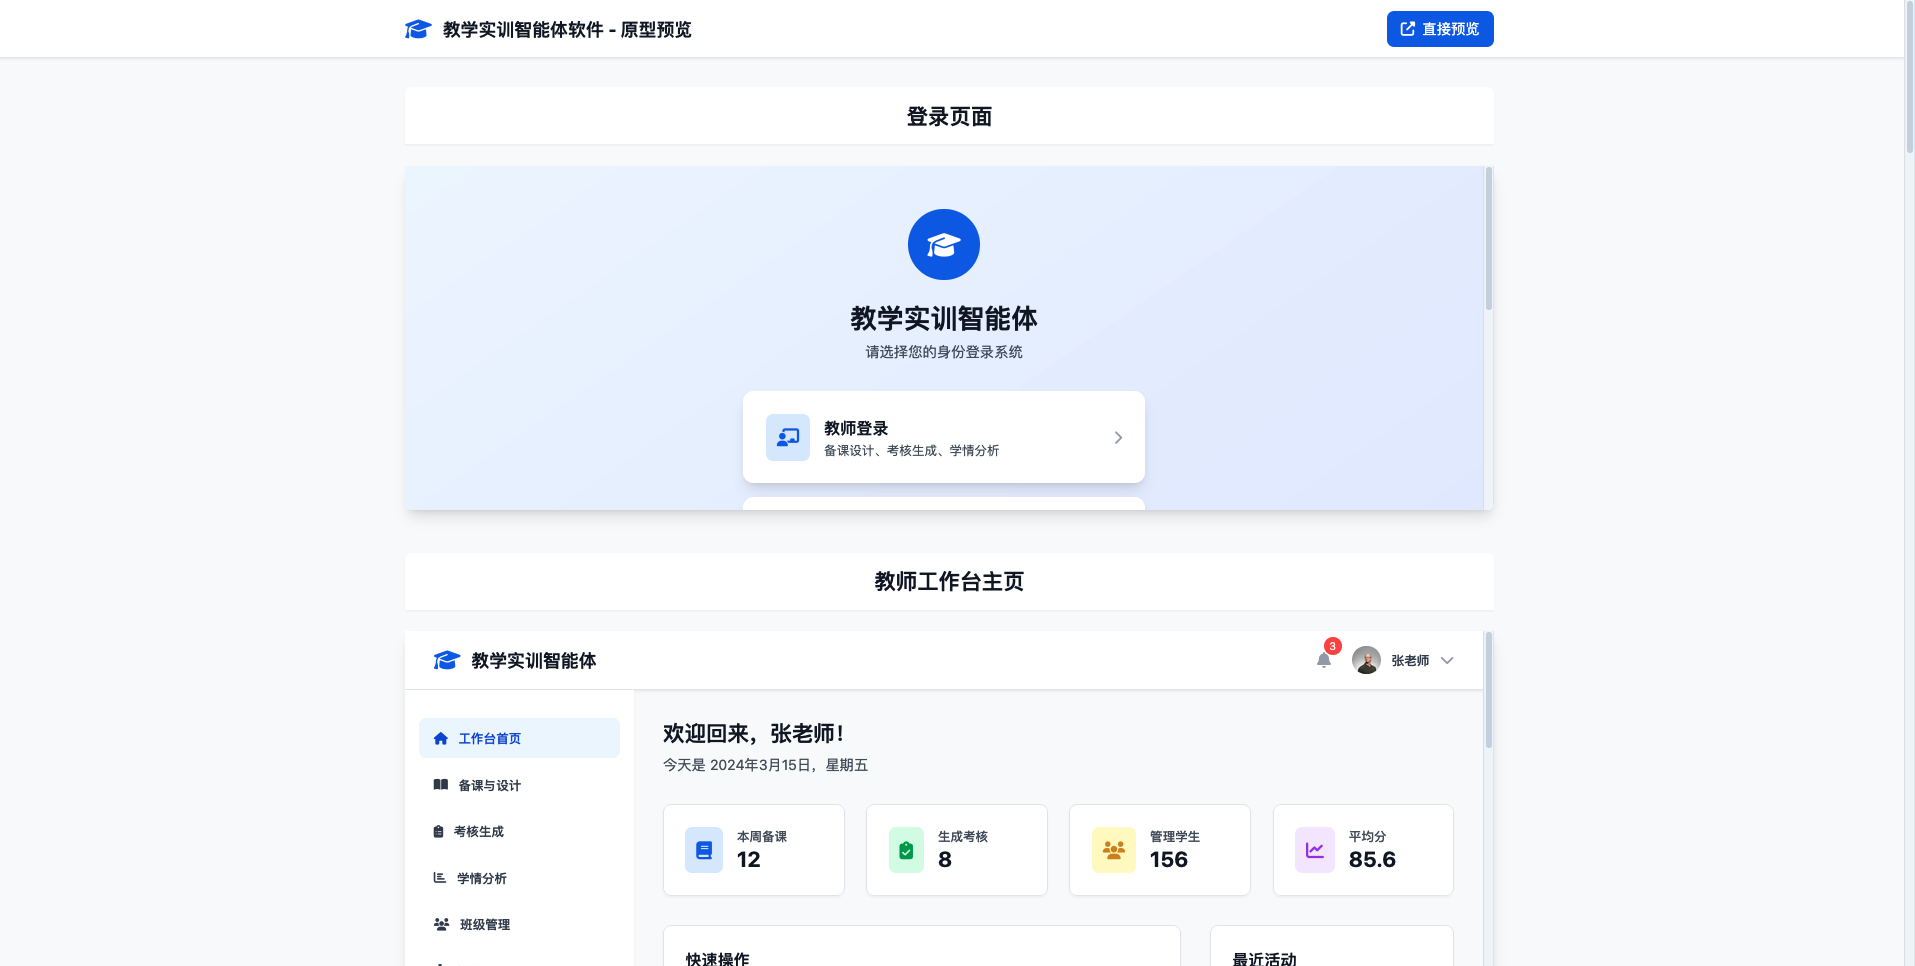 教学实训智能体软件 - 原型预览
直接预览
登录页面
教学实训智能体
请选择您的身份登录系统
教师登录
备课设计、考核生成、学情分析
教师工作台主页
教学实训智能体
3
张老师
工作台首页
备课与设计
考核生成
学情分析
班级管理
欢迎回来，张老师！
今天是 2024年3月15日，星期五
本周备课
12
生成考核
8
管理学生
156
平均分
85.6
快速操作
最近活动